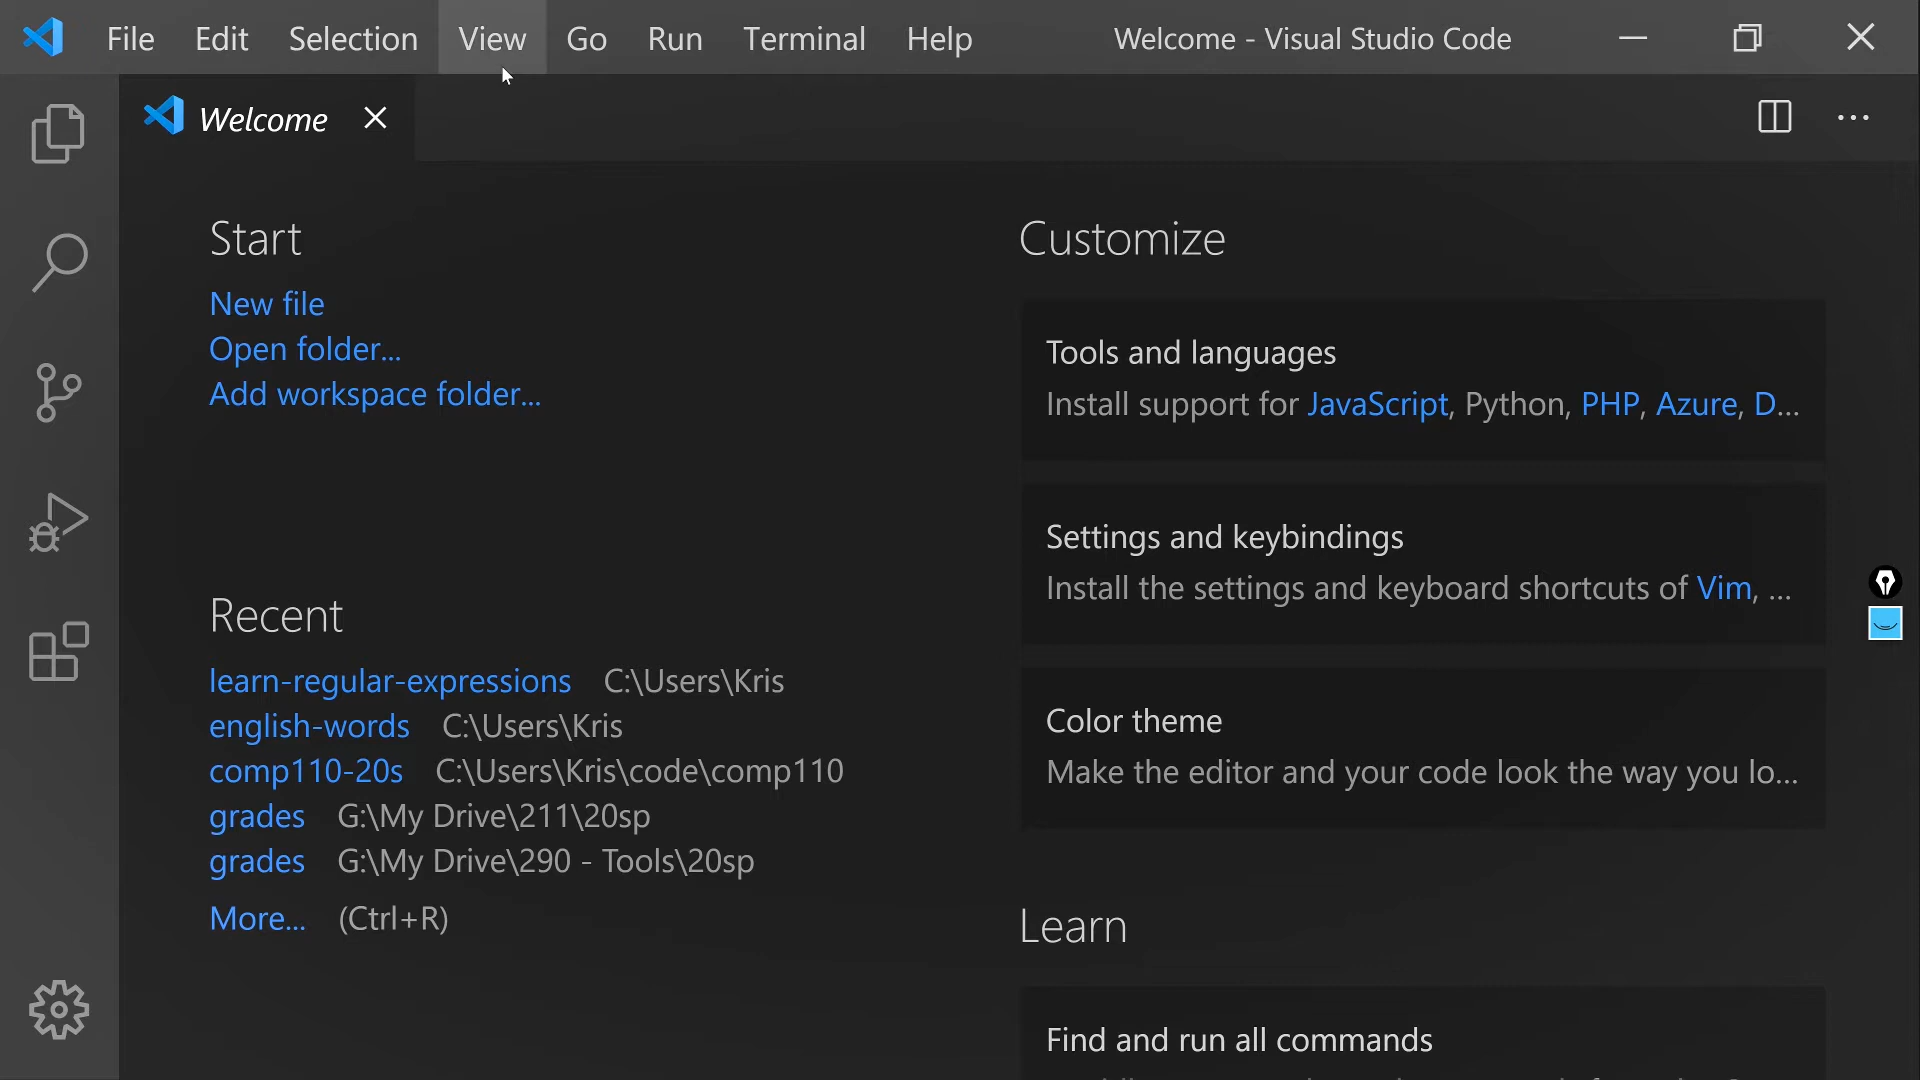 File Edit Selection View Go Run Terminal Help Welcome - Visual Studio Code
Welcome
Start
New file
Open folder...
Add workspace folder...
Recent
learn-regular-expressions C:\Users\Kris
english-words C:\Users\Kris
comp110-20s C:\Users\Kris\code\comp110
grades G:\My Drive\211\20sp
grades G:\My Drive\290 - Tools\20sp
More... (Ctrl+R)
Customize
Tools and languages
Install support for JavaScript, Python, PHP, Azure, D...
Settings and keybindings
Install the settings and keyboard shortcuts of Vim, ...
Color theme
Make the editor and your code look the way you lo...
Learn
Find and run all commands